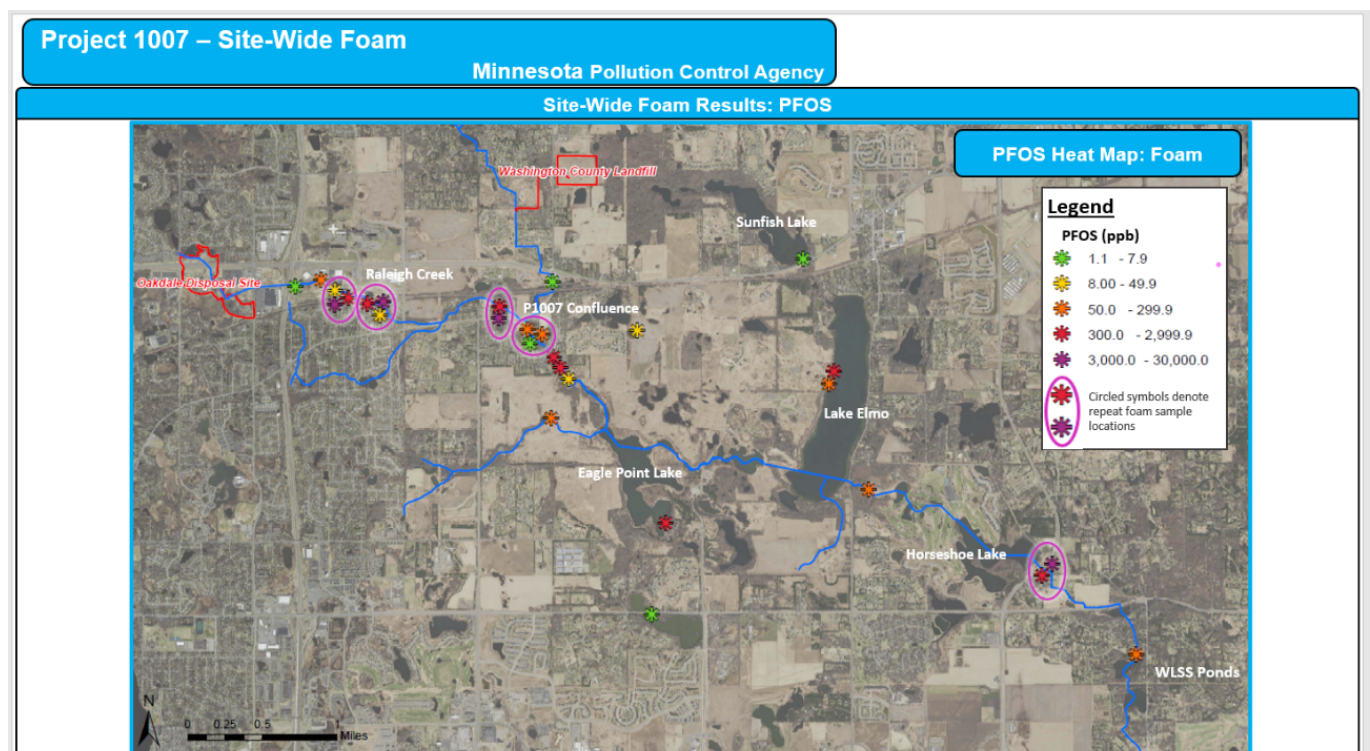 Project 1007 – Site-Wide Foam
Minnesota Pollution Control Agency
Site-Wide Foam Results: PFOS
PFOS Heat Map: Foam
Washington County Landfill
Sunfish Lake
Legend
PFOS (ppb)
1.1 - 7.9
8.00 - 49.9
50.0 - 299.9
300.0 - 2,999.9
3,000.0 - 30,000.0
Circled symbols denote
repeat foam sample
locations
Oakdale Disposal Site
Raleigh Creek
P1007 Confluence
Lake Elmo
Eagle Point Lake
Horseshoe Lake
WLSS Ponds
N
0 0.25 0.5 1
Miles